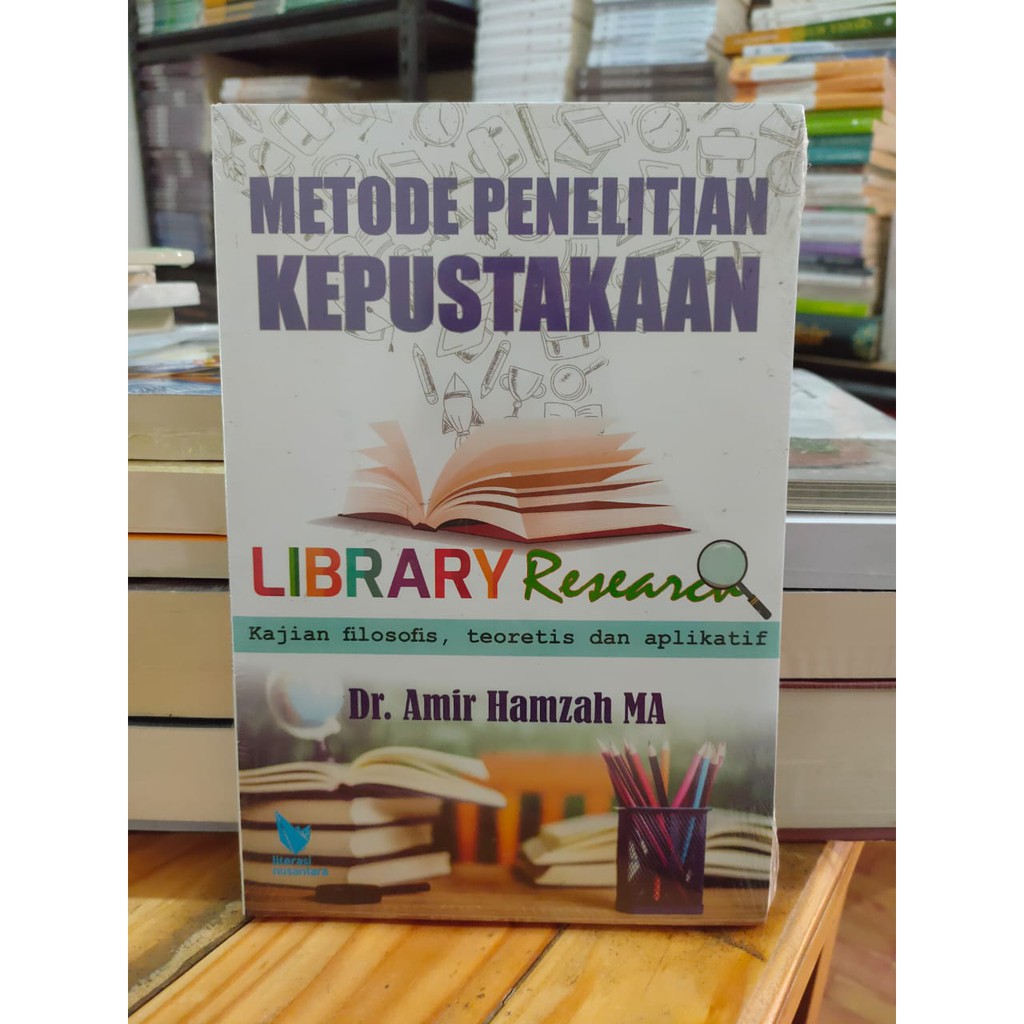 METODE PENELITIAN
KEPUSTAKAAN
LIBRARY Research
Kajian filosofis, teoretis dan aplikatif
Dr. Amir Hamzah MA
literasi
nusantara